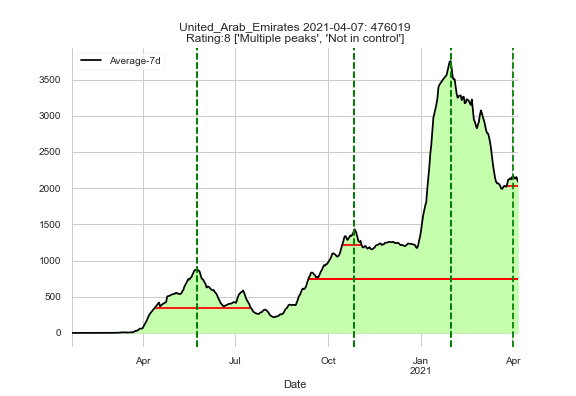 United_Arab_Emirates 2021-04-07: 476019
Rating:8 ['Multiple peaks', 'Not in control']
Average-7d
3500
3000
2500
2000
1500
1000
500
0
Apr
Jul
Oct
Jan
2021
Apr
Date